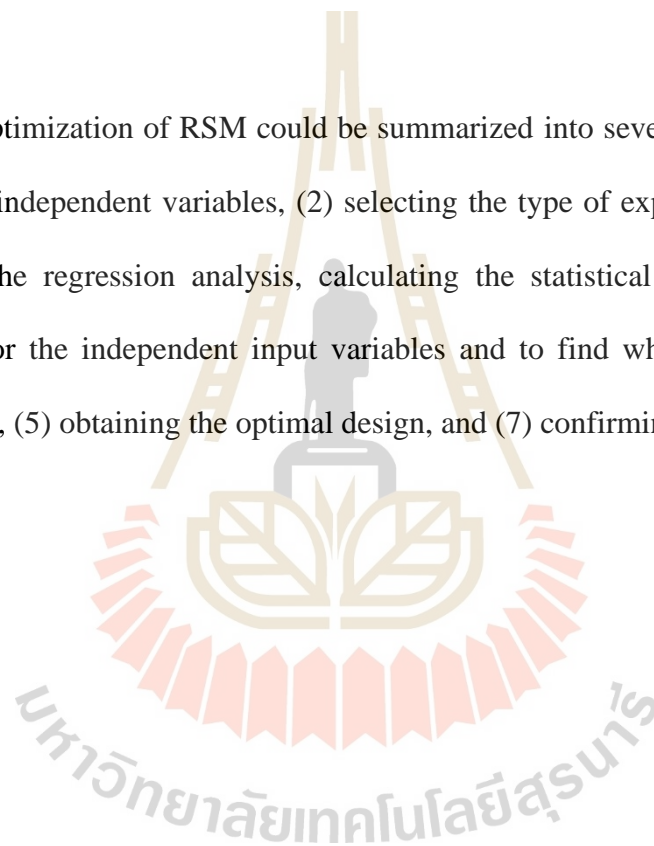 ptimization of RSM could be summarized into seve
independent variables, (2) selecting the type of exp
he regression analysis, calculating the statistical
or the independent input variables and to find wh
, (5) obtaining the optimal design, and (7) confirmin
มหาวิทยาลัยเทคโนโลยีสุรนารี